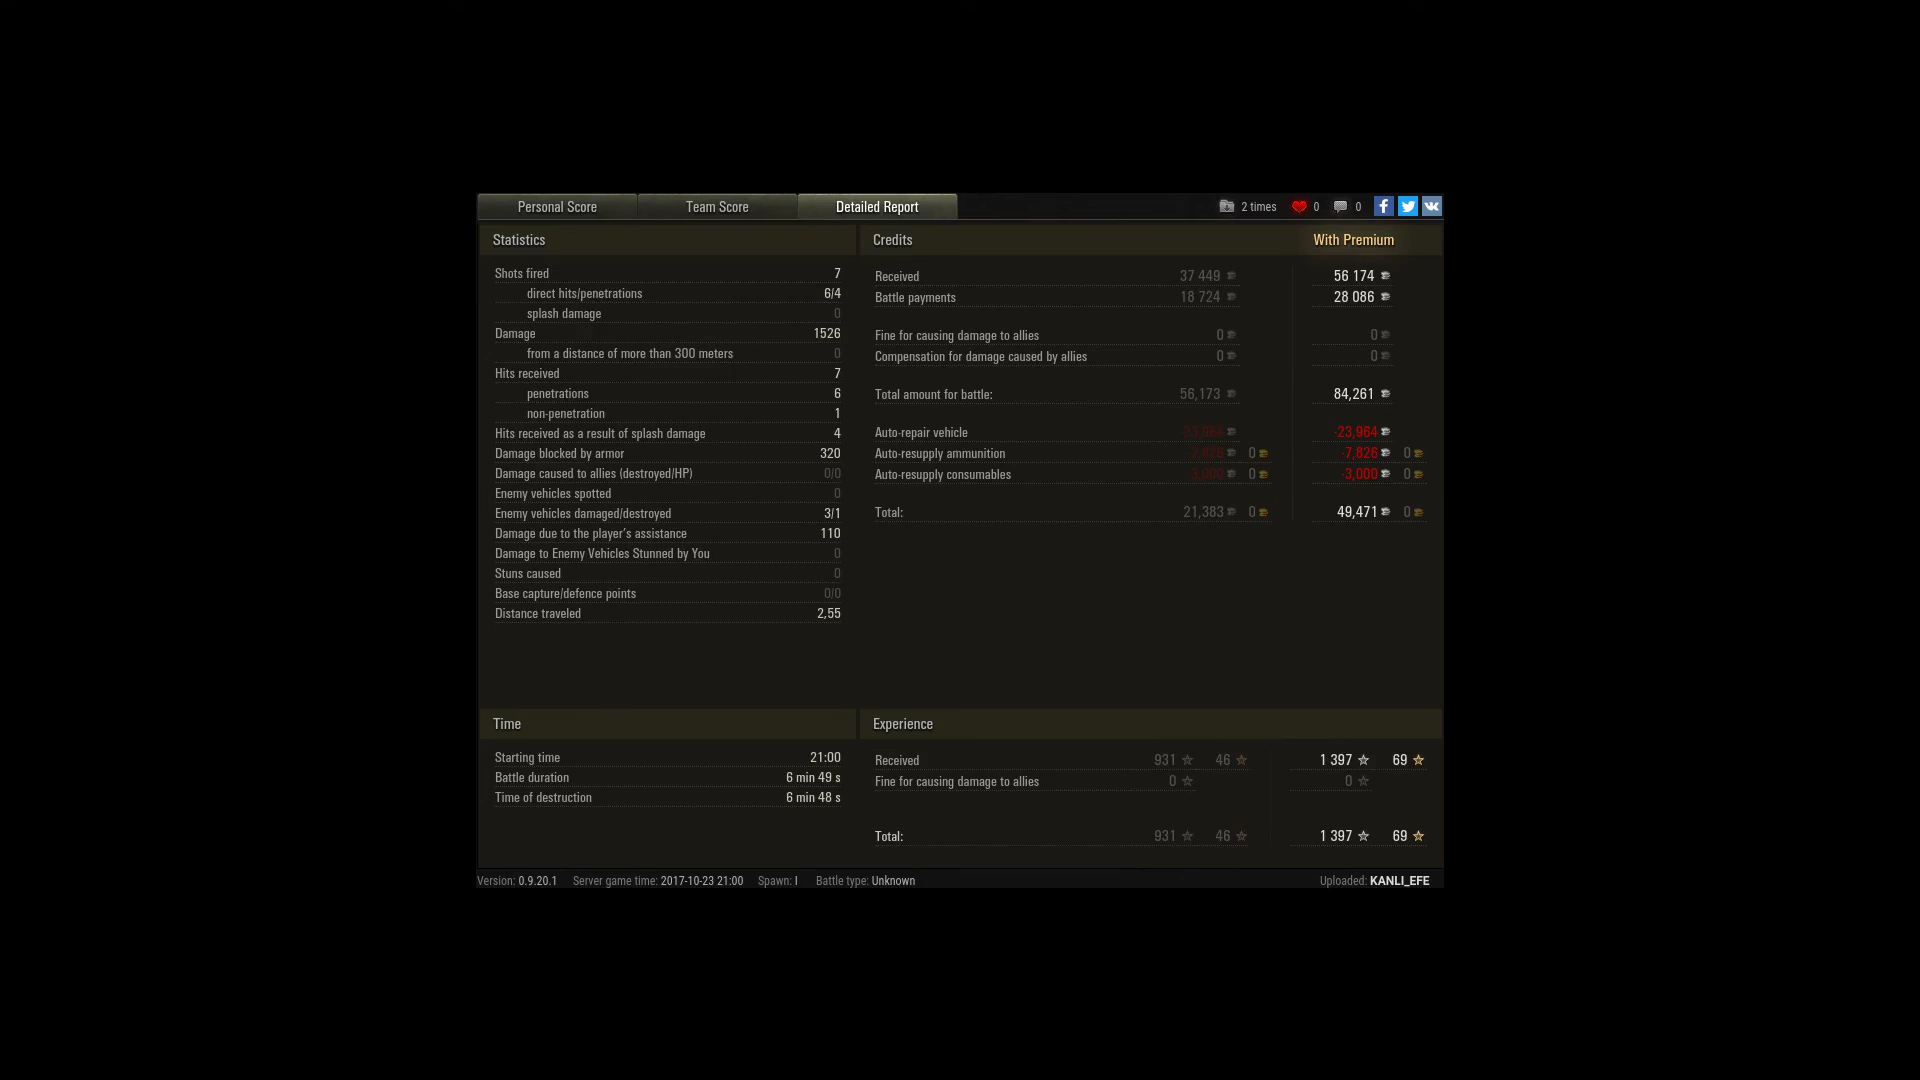 Personal Score Team Score Detailed Report 2 times 0 0
Statistics
Shots fired 7
direct hits/penetrations 6/4
splash damage 0
Damage 1526
from a distance of more than 300 meters 0
Hits received 7
penetrations 6
non-penetration 1
Hits received as a result of splash damage 4
Damage blocked by armor 320
Damage caused to allies (destroyed/HP) 0/0
Enemy vehicles spotted 0
Enemy vehicles damaged/destroyed 3/1
Damage due to the player's assistance 110
Damage to Enemy Vehicles Stunned by You 0
Stuns caused 0
Base capture/defence points 0/0
Distance traveled 2,55
Credits With Premium
Received 37 449 56 174
Battle payments 18 724 28 086
Fine for causing damage to allies 0 0
Compensation for damage caused by allies 0 0
Total amount for battle: 56,173 84,261
Auto-repair vehicle -23,964 -23,964
Auto-resupply ammunition -7,826 0 -7,826 0
Auto-resupply consumables -3,000 0 -3,000 0
Total: 21,383 0 49,471 0
Time
Starting time 21:00
Battle duration 6 min 49 s
Time of destruction 6 min 48 s
Experience
Received 931 46 1 397 69
Fine for causing damage to allies 0 0
Total: 931 46 1 397 69
Version: 0.9.20.1 Server game time: 2017-10-23 21:00 Spawn: I Battle type: Unknown Uploaded: KANLI_EFE